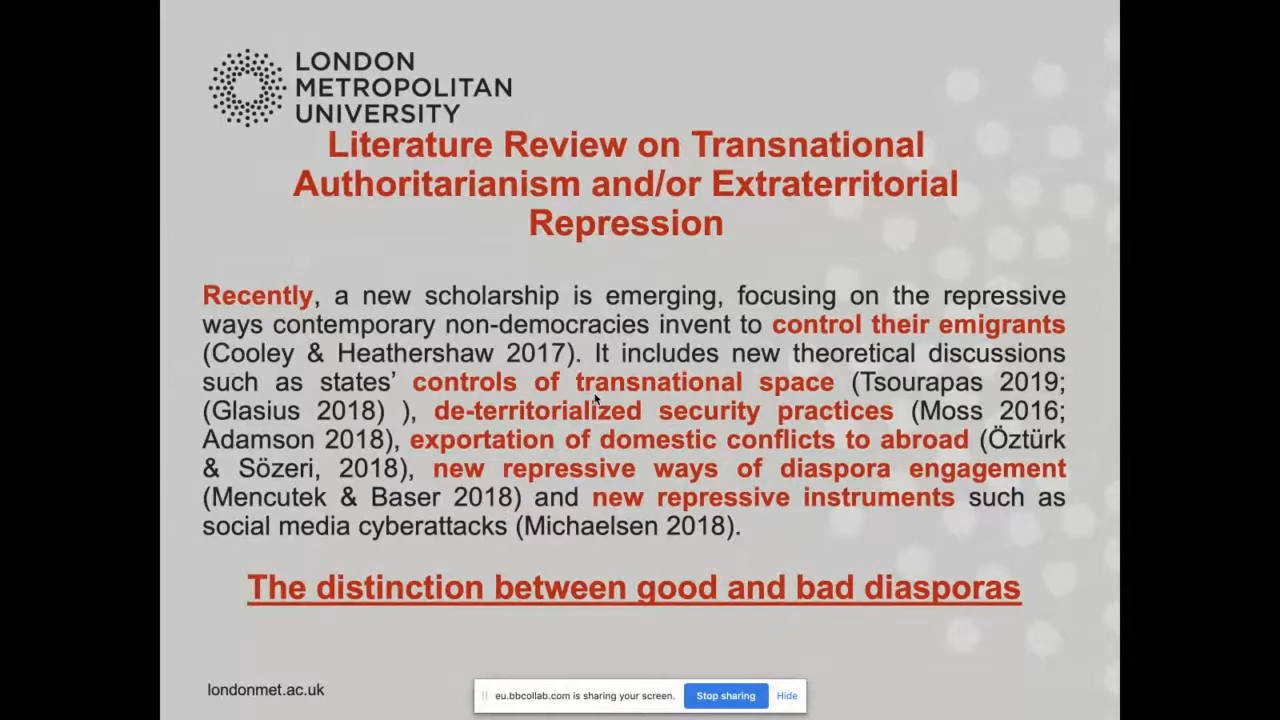 LONDON
METROPOLITAN
UNIVERSITY
Literature Review on Transnational
Authoritarianism and/or Extraterritorial
Repression
Recently, a new scholarship is emerging, focusing on the repressive
ways contemporary non-democracies invent to control their emigrants
(Cooley & Heathershaw 2017). It includes new theoretical discussions
such as states’ controls of transnational space (Tsourapas 2019;
(Glasius 2018) ), de-territorialized security practices (Moss 2016;
Adamson 2018), exportation of domestic conflicts to abroad (Öztürk
& Sözeri, 2018), new repressive ways of diaspora engagement
(Mencutek & Baser 2018) and new repressive instruments such as
social media cyberattacks (Michaelsen 2018).
The distinction between good and bad diasporas
londonmet.ac.uk
eu.bbcollab.com is sharing your screen. Stop sharing Hide